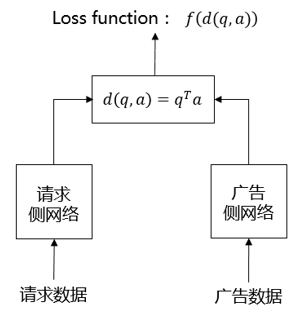 Loss function： f(d(q,a))
d(q,a) = qᵀa
请求
侧网络
广告
侧网络
请求数据
广告数据